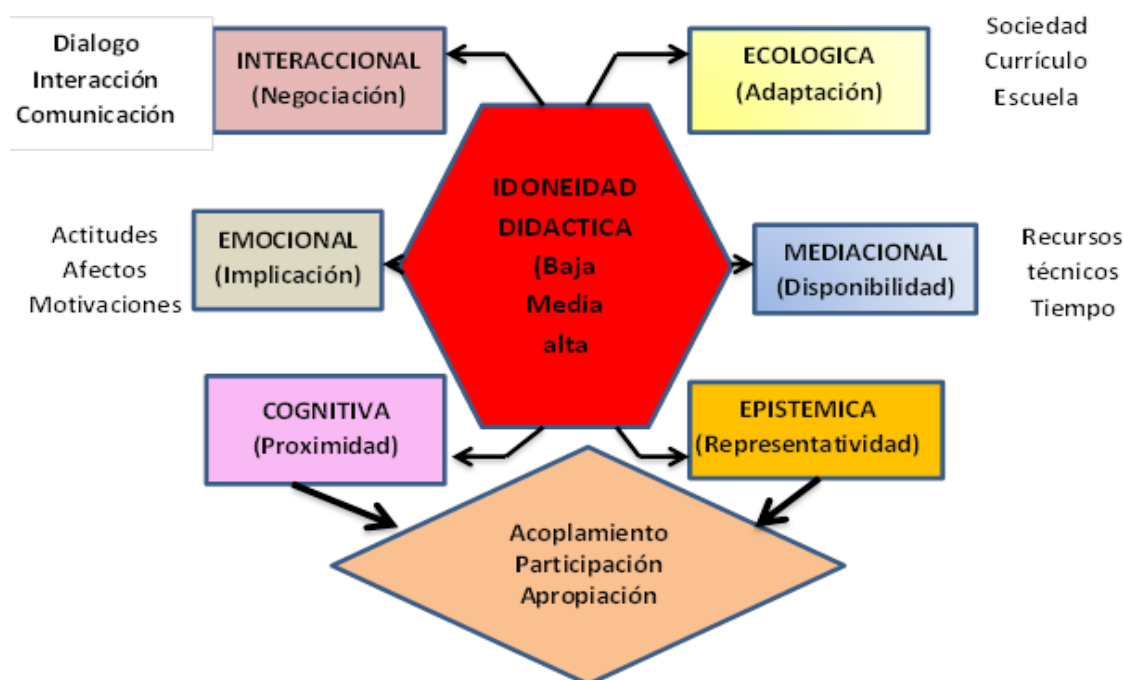 Dialogo
Interacción
Comunicación
INTERACCIONAL
(Negociación)
ECOLOGICA
(Adaptación)
Sociedad
Currículo
Escuela
IDONEIDAD
DIDACTICA
(Baja
Media
alta
Actitudes
Afectos
Motivaciones
EMOCIONAL
(Implicación)
MEDIACIONAL
(Disponibilidad)
Recursos
técnicos
Tiempo
COGNITIVA
(Proximidad)
EPISTEMICA
(Representatividad)
Acoplamiento
Participación
Apropiación